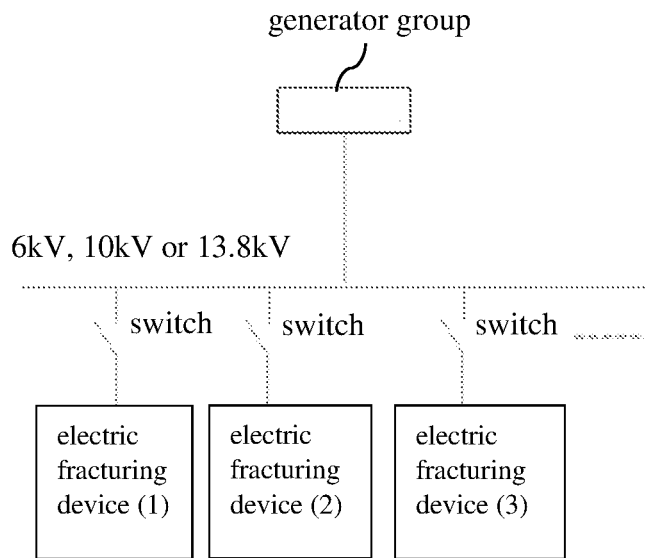 generator group
6kV, 10kV or 13.8kV
switch
switch
switch
electric
fracturing
device (1)
electric
fracturing
device (2)
electric
fracturing
device (3)